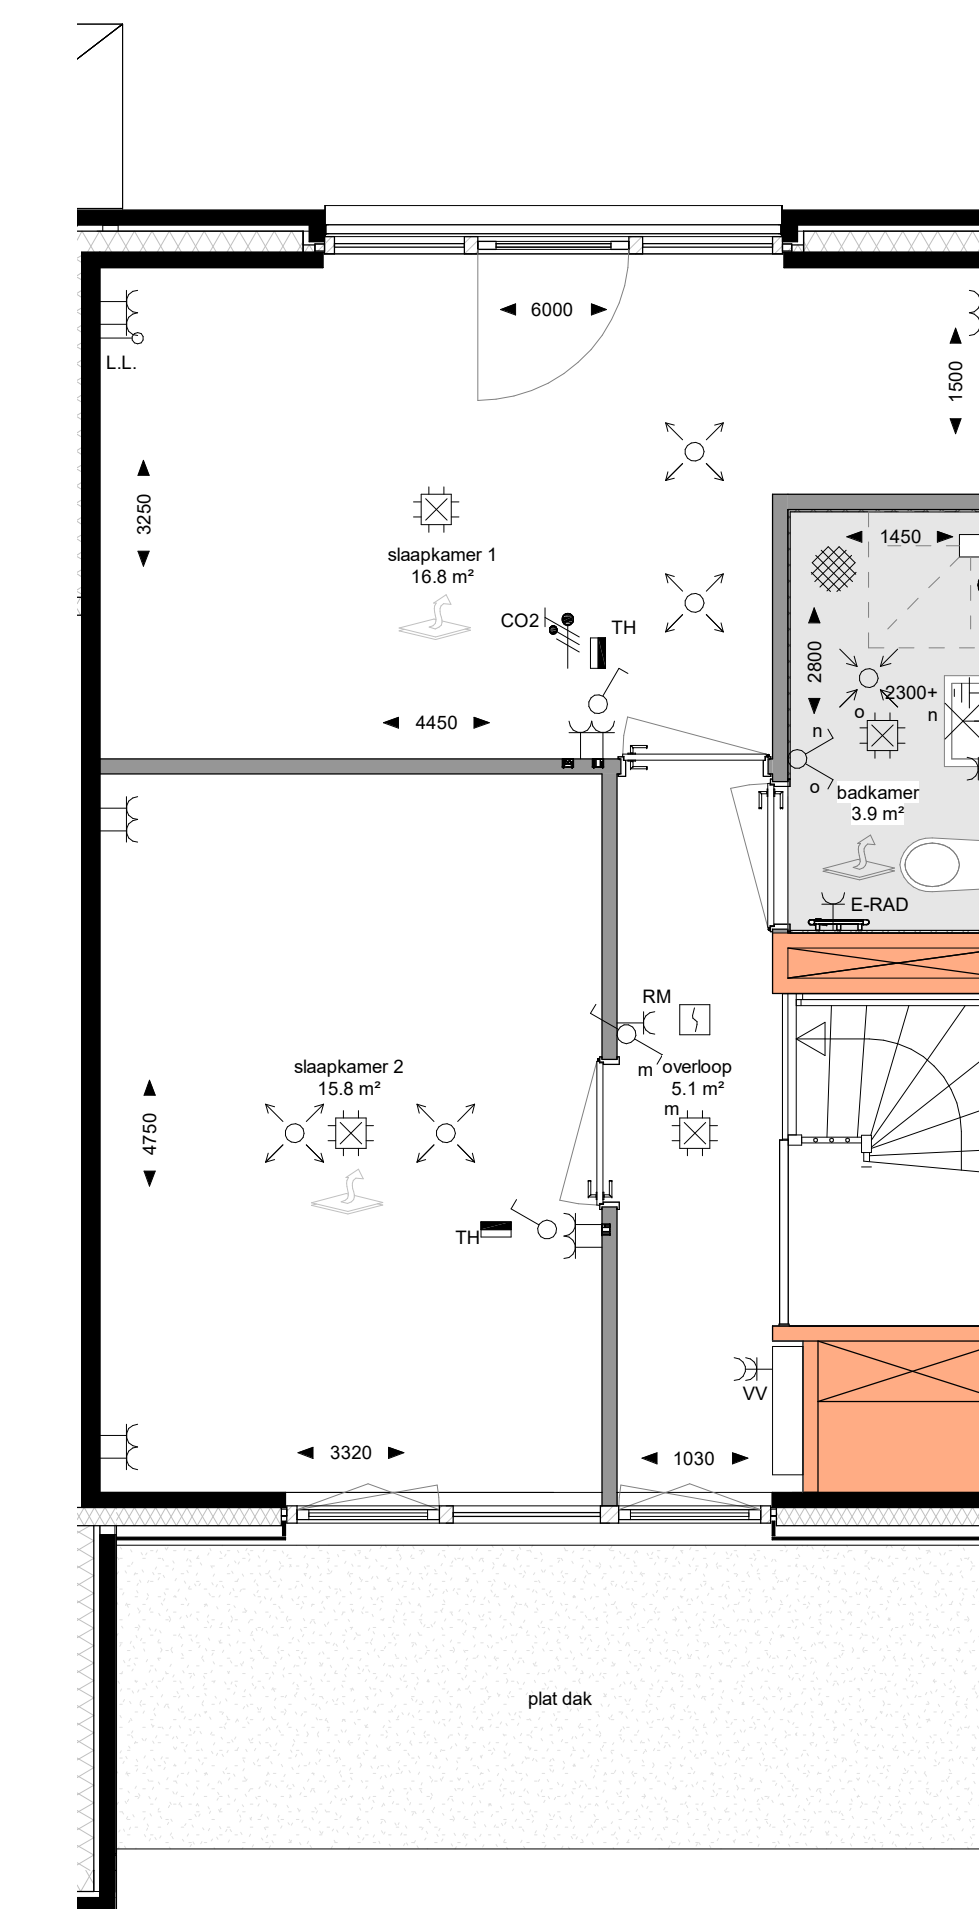 6000
L.L.
1500
3250
1450
slaapkamer 1
16.8 m²
CO2
TH
2800
2300+
o
n
n
4450
o
badkamer
3.9 m²
E-RAD
RM
slaapkamer 2
15.8 m²
m
overloop
5.1 m²
m
4750
TH
VV
3320
1030
plat dak